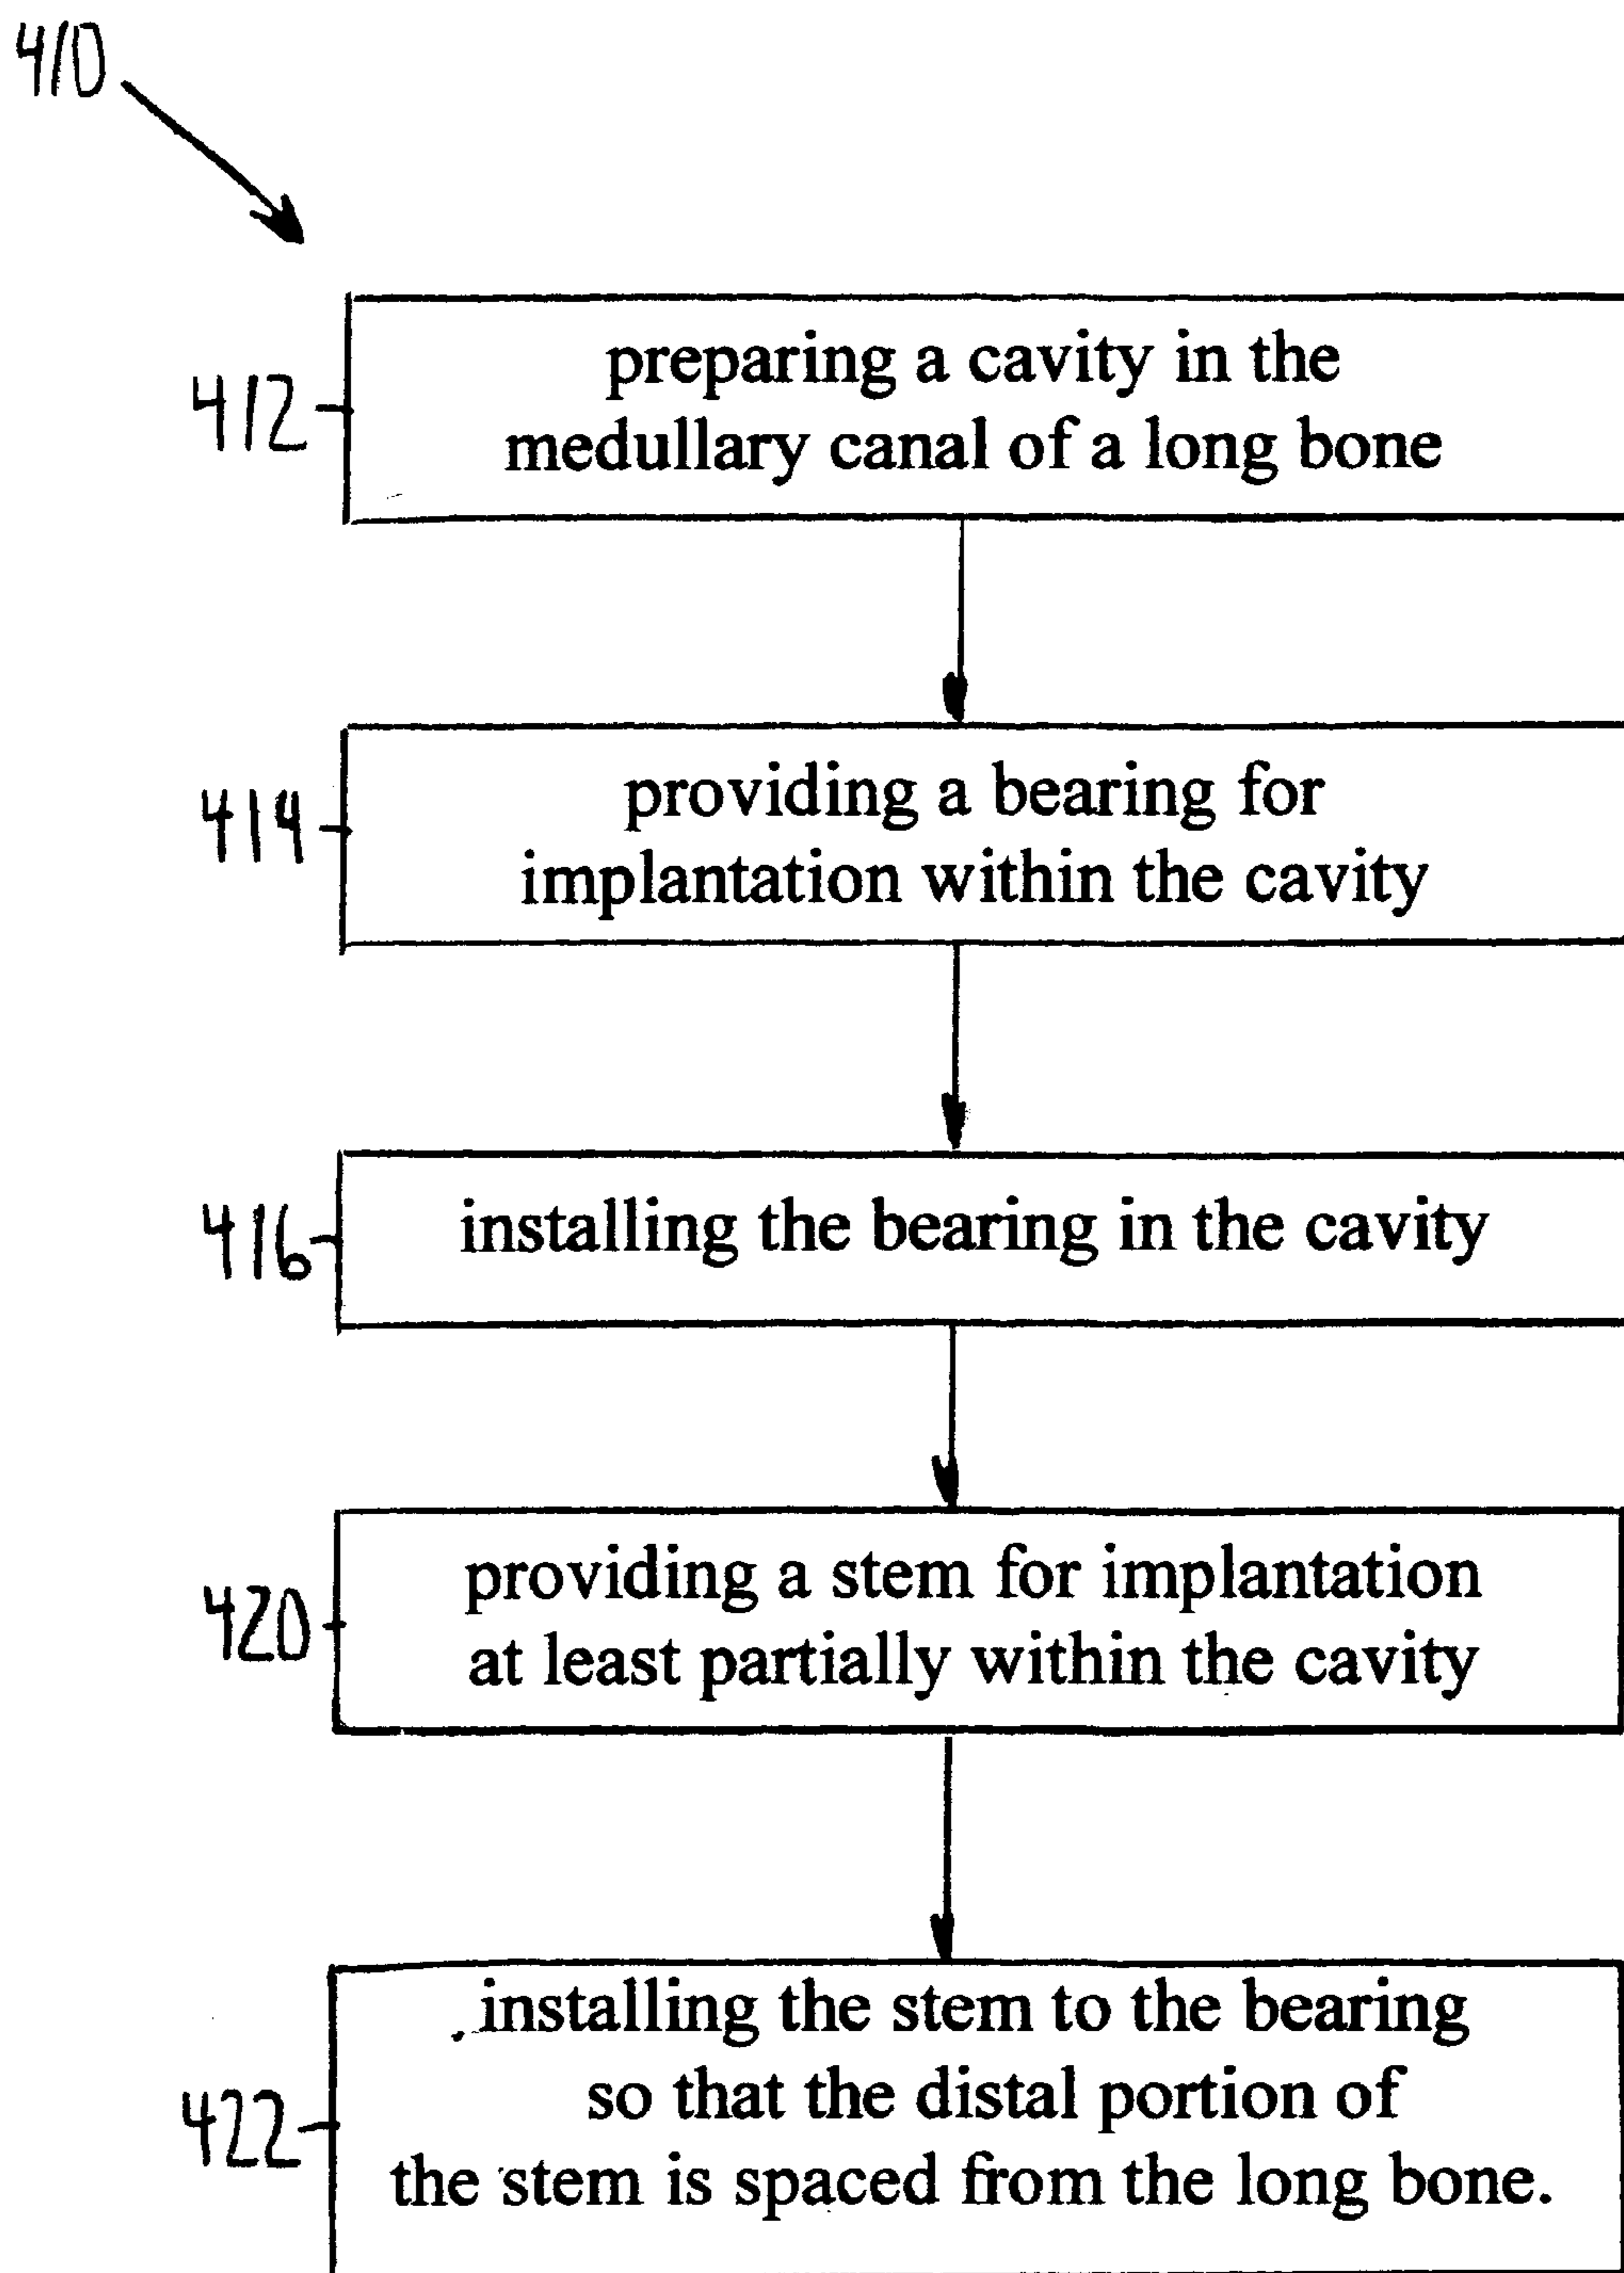 410
412
preparing a cavity in the
medullary canal of a long bone
414
providing a bearing for
implantation within the cavity
416
installing the bearing in the cavity
420
providing a stem for implantation
at least partially within the cavity
422
installing the stem to the bearing
so that the distal portion of
the stem is spaced from the long bone.